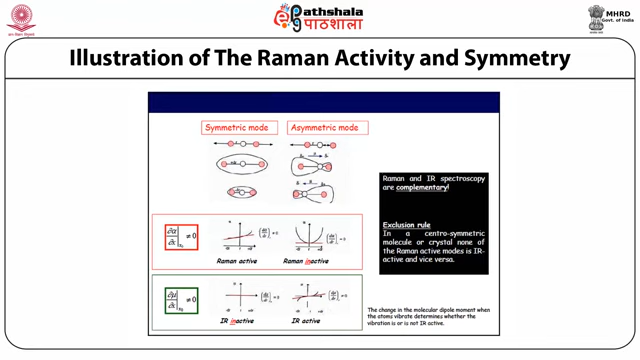 Pathshala
पाठशाला
MHRD
Govt. of India
Illustration of The Raman Activity and Symmetry
Symmetric mode
Asymmetric mode
Raman and IR spectroscopy
are complementary!
Exclusion rule
In a centro-symmetric
molecule or crystal none of
the Raman active modes is IR-
active and vice versa.
≠0
Raman active
Raman inactive
≠0
IR inactive
IR active
The change in the molecular dipole moment when
the atoms vibrate determines whether the
vibration is or is not IR active.